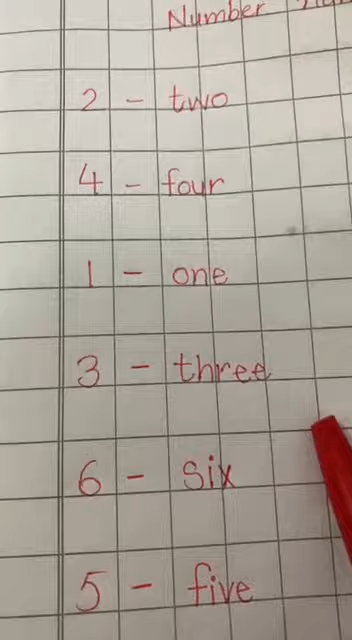 Number
2 - two
4 - four
1 - one
3 - three
6 - six
5 - five